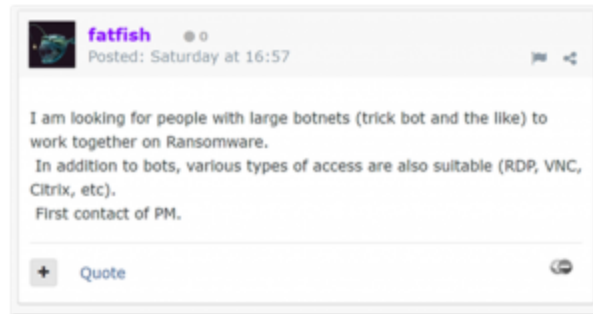 fatfish 0
Posted: Saturday at 16:57
I am looking for people with large botnets (trick bot and the like) to
work together on Ransomware.
In addition to bots, various types of access are also suitable (RDP, VNC,
Citrix, etc).
First contact of PM.
+ Quote